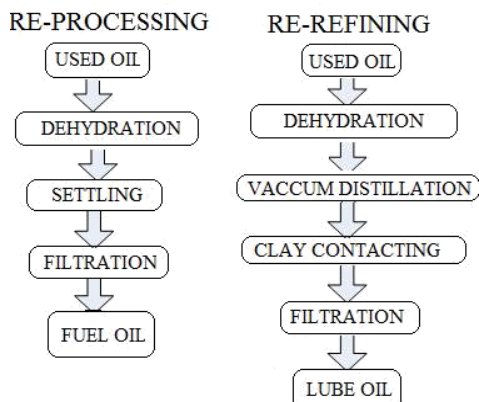 RE-PROCESSING
USED OIL
DEHYDRATION
SETTLING
FILTRATION
FUEL OIL
RE-REFINING
USED OIL
DEHYDRATION
VACCUM DISTILLATION
CLAY CONTACTING
FILTRATION
LUBE OIL